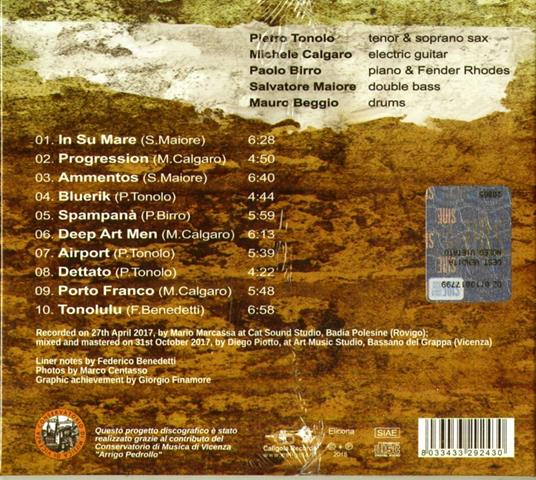 Pietro Tonolo tenor & soprano sax
Michele Calgaro electric guitar
Paolo Birro piano & Fender Rhodes
Salvatore Maiore double bass
Mauro Beggio drums
01. In Su Mare (S.Maiore) 6:28
02. Progression (M.Calgaro) 4:50
03. Ammentos (S.Maiore) 6:40
04. Bluerik (P.Tonolo) 4:44
05. Spampanà (P.Birro) 5:59
06. Deep Art Men (M.Calgaro) 6:13
07. Airport (P.Tonolo) 5:39
08. Dettato (P.Tonolo) 4:22
09. Porto Franco (M.Calgaro) 5:48
10. Tonolulu (F.Benedetti) 6:58
SIAE
Recorded on 27th April 2017, by Mario Marcassa at Cat Sound Studio, Badia Polesine (Rovigo);
mixed and mastered on 31st October 2017, by Diego Piotto, at Art Music Studio, Bassano del Grappa (Vicenza)
Liner notes by Federico Benedetti
Photos by Marco Centasso
Graphic achievement by Giorgio Finamore
Questo progetto discografico è stato
realizzato grazie al contributo del
Conservatorio di Musica di Vicenza
"Arrigo Pedrollo"
Caligola Records
Elicona
℗ + ©
2018
SIAE
8 033433 292430